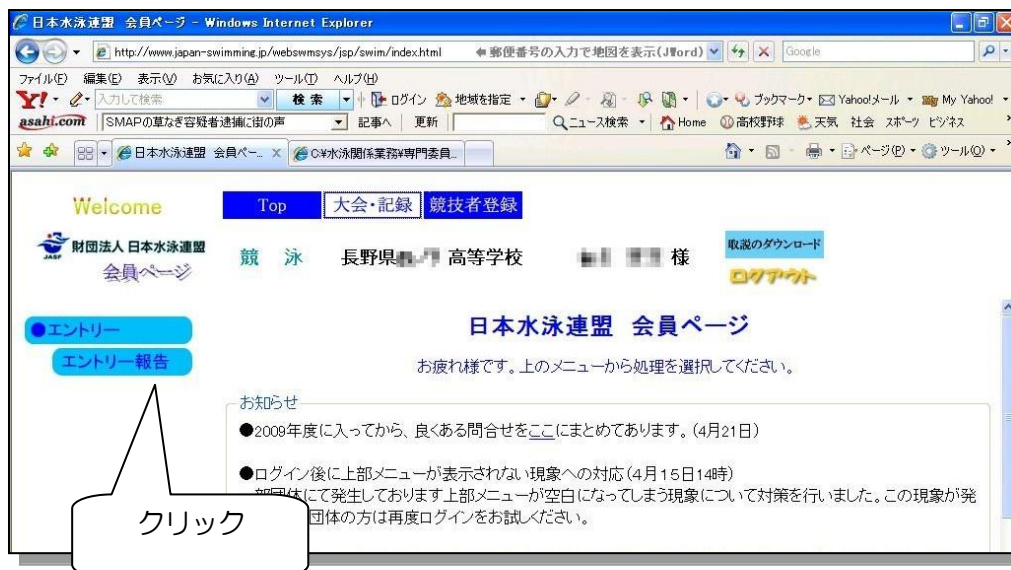 日本水泳連盟 会員ページ - Windows Internet Explorer
http://www.japan-swimming.jp/webswmsys/jsp/swim/index.html
郵便番号の入力で地図を表示(JWord)
Google
ファイル(F) 編集(E) 表示(V) お気に入り(A) ツール(T) ヘルプ(H)
Y! 入力して検索 検索 ログイン 地域を指定 ブックマーク Yahoo!メール My Yahoo!
asahi.com SMAPの草なぎ容疑者逮捕に街の声 記事へ 更新 ニュース検索 Home 高校野球 天気 社会 スポーツ ビジネス
日本水泳連盟 会員ペー... C¥水泳関係業務¥専門委員... ページ(P) ツール(O)
Welcome Top 大会・記録 競技者登録
財団法人 日本水泳連盟
JASF
会員ページ
競 泳 長野県 高等学校 様
取説のダウンロード
ログアウト
●エントリー
エントリー報告
日本水泳連盟 会員ページ
お疲れ様です。上のメニューから処理を選択してください。
お知らせ
●2009年度に入ってから、良くある問合せをここにまとめてあります。(4月21日)
●ログイン後に上部メニューが表示されない現象への対応(4月15日14時)
部団体にて発生しております上部メニューが空白になってしまう現象について対策を行いました。この現象が発
団体の方は再度ログインをお試しください。
クリック